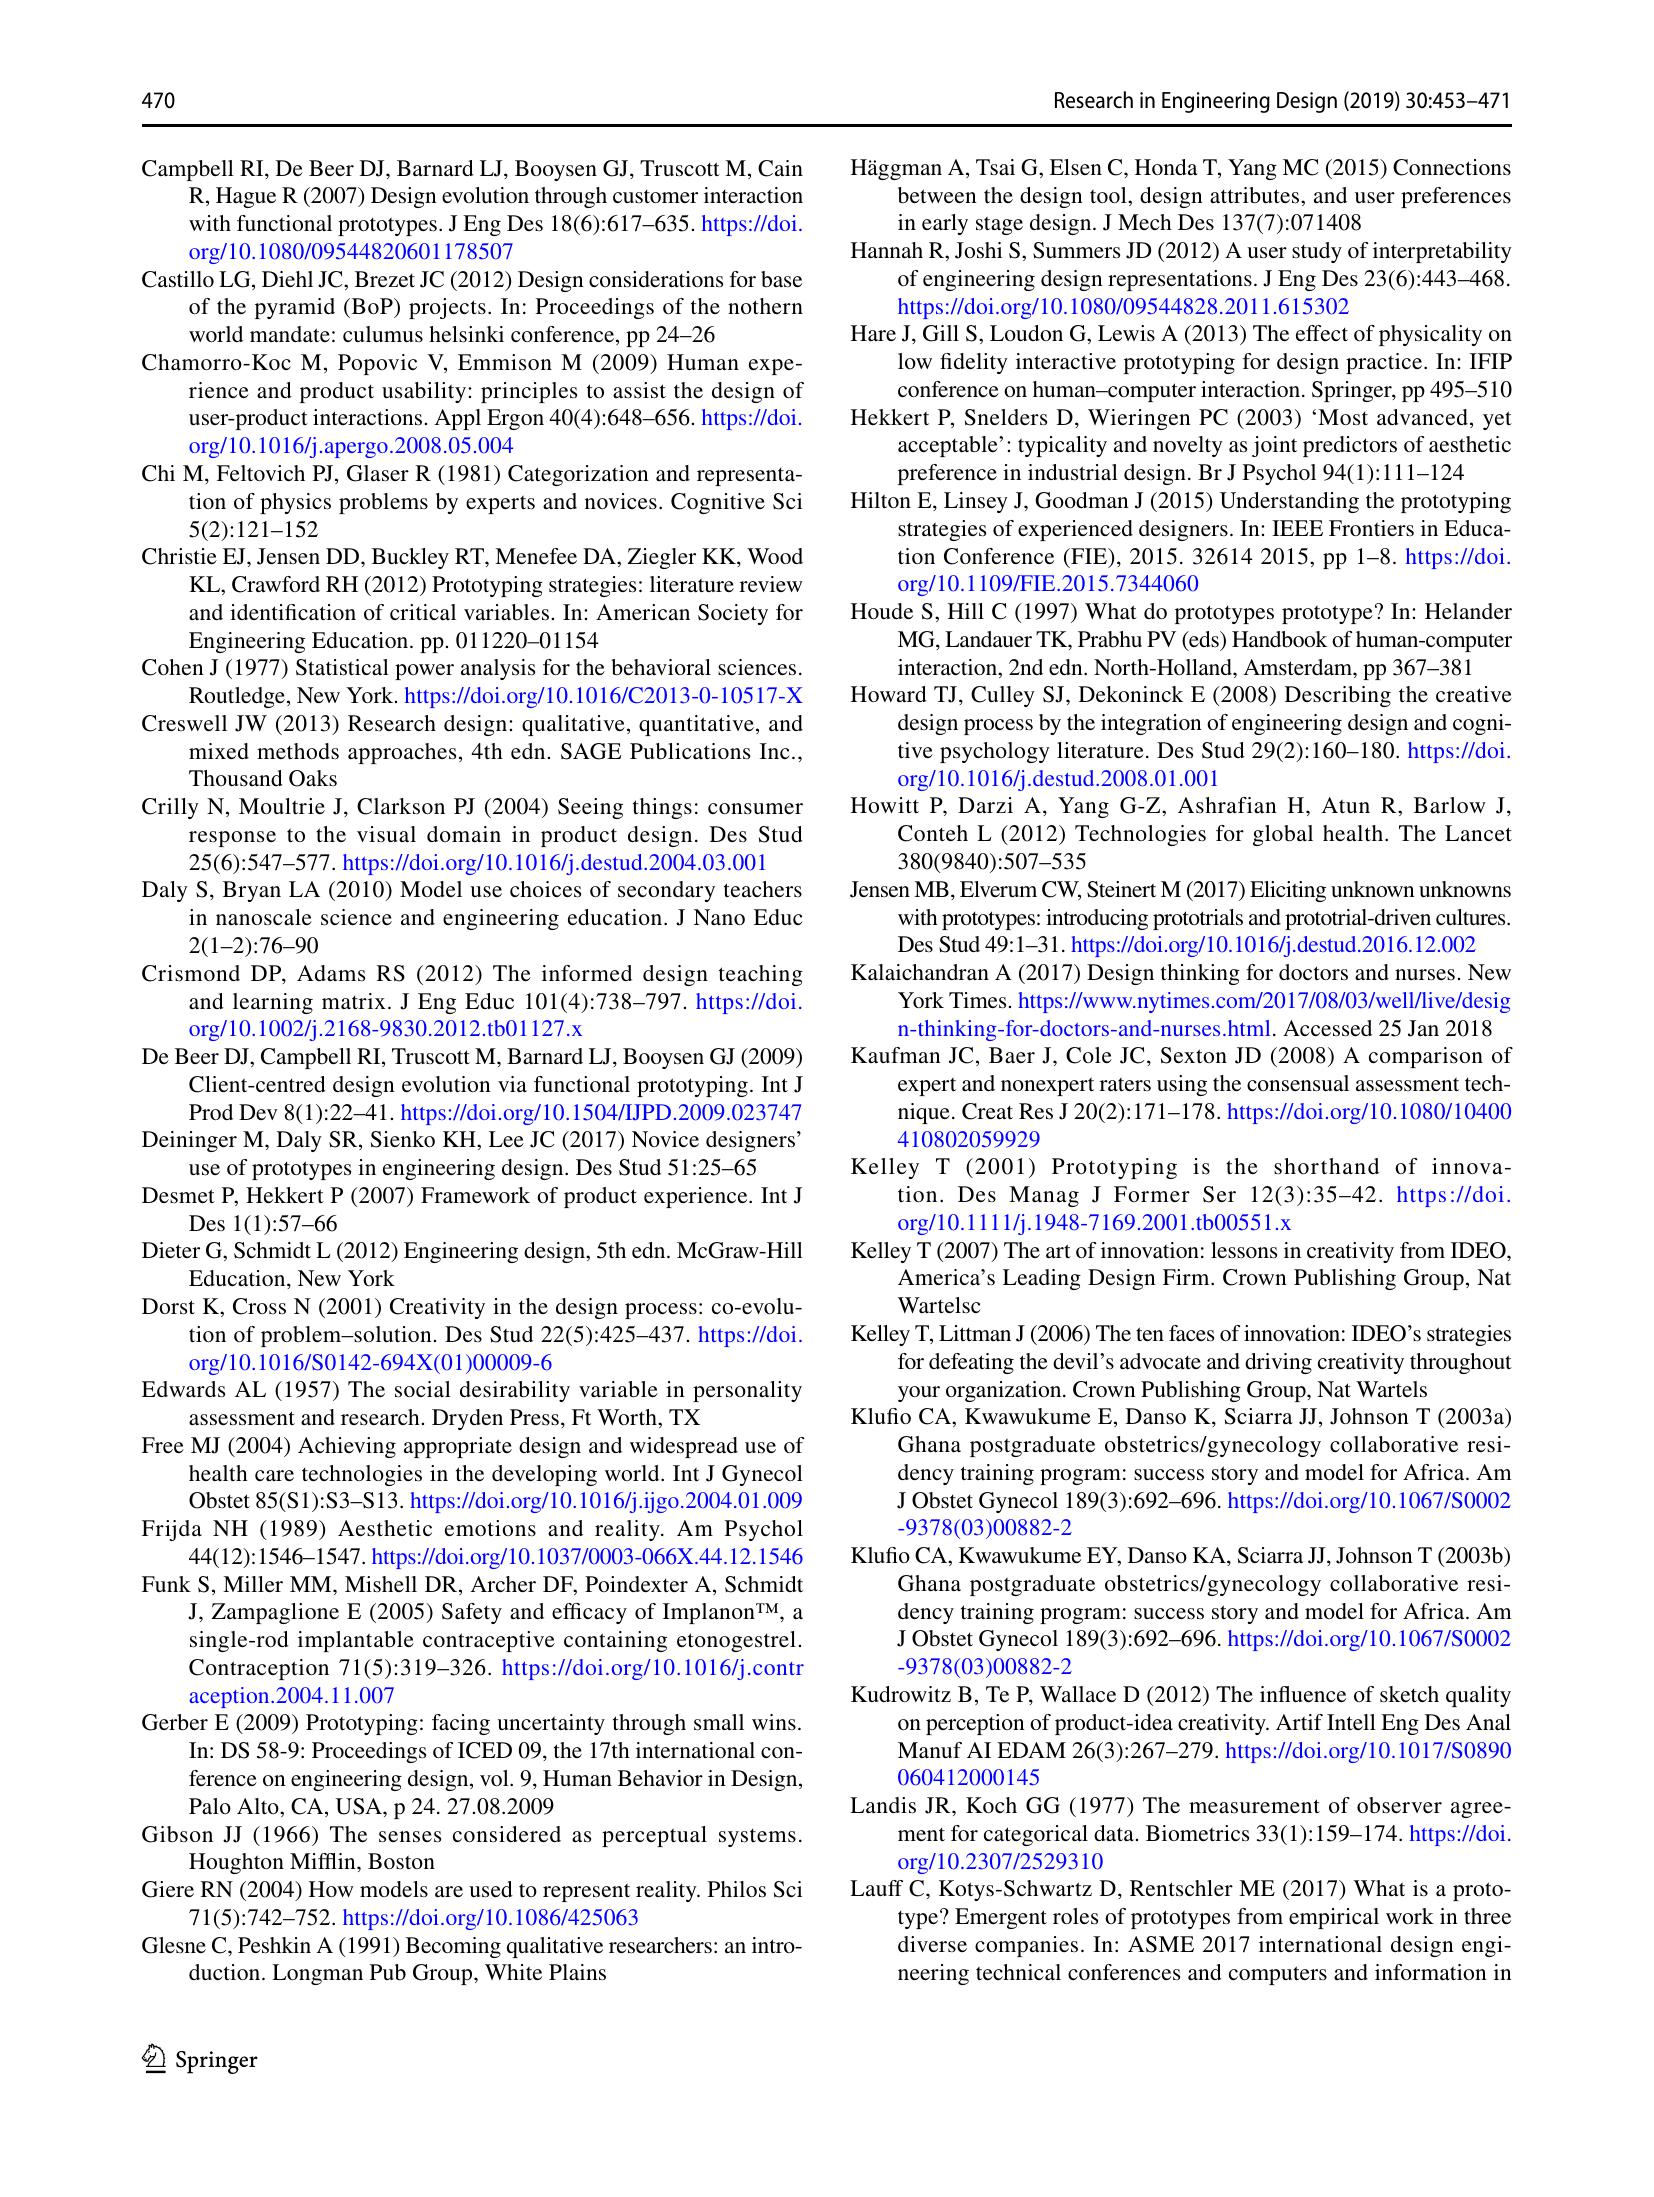 470
Research in Engineering Design (2019) 30:453–471
Campbell RI, De Beer DJ, Barnard LJ, Booysen GJ, Truscott M, Cain
R, Hague R (2007) Design evolution through customer interaction
with functional prototypes. J Eng Des 18(6):617–635. https://doi.
org/10.1080/09544820601178507
Castillo LG, Diehl JC, Brezet JC (2012) Design considerations for base
of the pyramid (BoP) projects. In: Proceedings of the nothern
world mandate: culumus helsinki conference, pp 24–26
Chamorro-Koc M, Popovic V, Emmison M (2009) Human expe-
rience and product usability: principles to assist the design of
user-product interactions. Appl Ergon 40(4):648–656. https://doi.
org/10.1016/j.apergo.2008.05.004
Chi M, Feltovich PJ, Glaser R (1981) Categorization and representa-
tion of physics problems by experts and novices. Cognitive Sci
5(2):121–152
Christie EJ, Jensen DD, Buckley RT, Menefee DA, Ziegler KK, Wood
KL, Crawford RH (2012) Prototyping strategies: literature review
and identification of critical variables. In: American Society for
Engineering Education. pp. 011220–01154
Cohen J (1977) Statistical power analysis for the behavioral sciences.
Routledge, New York. https://doi.org/10.1016/C2013-0-10517-X
Creswell JW (2013) Research design: qualitative, quantitative, and
mixed methods approaches, 4th edn. SAGE Publications Inc.,
Thousand Oaks
Crilly N, Moultrie J, Clarkson PJ (2004) Seeing things: consumer
response to the visual domain in product design. Des Stud
25(6):547–577. https://doi.org/10.1016/j.destud.2004.03.001
Daly S, Bryan LA (2010) Model use choices of secondary teachers
in nanoscale science and engineering education. J Nano Educ
2(1–2):76–90
Crismond DP, Adams RS (2012) The informed design teaching
and learning matrix. J Eng Educ 101(4):738–797. https://doi.
org/10.1002/j.2168-9830.2012.tb01127.x
De Beer DJ, Campbell RI, Truscott M, Barnard LJ, Booysen GJ (2009)
Client-centred design evolution via functional prototyping. Int J
Prod Dev 8(1):22–41. https://doi.org/10.1504/IJPD.2009.023747
Deininger M, Daly SR, Sienko KH, Lee JC (2017) Novice designers’
use of prototypes in engineering design. Des Stud 51:25–65
Desmet P, Hekkert P (2007) Framework of product experience. Int J
Des 1(1):57–66
Dieter G, Schmidt L (2012) Engineering design, 5th edn. McGraw-Hill
Education, New York
Dorst K, Cross N (2001) Creativity in the design process: co-evolu-
tion of problem–solution. Des Stud 22(5):425–437. https://doi.
org/10.1016/S0142-694X(01)00009-6
Edwards AL (1957) The social desirability variable in personality
assessment and research. Dryden Press, Ft Worth, TX
Free MJ (2004) Achieving appropriate design and widespread use of
health care technologies in the developing world. Int J Gynecol
Obstet 85(S1):S3–S13. https://doi.org/10.1016/j.ijgo.2004.01.009
Frijda NH (1989) Aesthetic emotions and reality. Am Psychol
44(12):1546–1547. https://doi.org/10.1037/0003-066X.44.12.1546
Funk S, Miller MM, Mishell DR, Archer DF, Poindexter A, Schmidt
J, Zampaglione E (2005) Safety and efficacy of Implanon™, a
single-rod implantable contraceptive containing etonogestrel.
Contraception 71(5):319–326. https://doi.org/10.1016/j.contr
aception.2004.11.007
Gerber E (2009) Prototyping: facing uncertainty through small wins.
In: DS 58-9: Proceedings of ICED 09, the 17th international con-
ference on engineering design, vol. 9, Human Behavior in Design,
Palo Alto, CA, USA, p 24. 27.08.2009
Gibson JJ (1966) The senses considered as perceptual systems.
Houghton Mifflin, Boston
Giere RN (2004) How models are used to represent reality. Philos Sci
71(5):742–752. https://doi.org/10.1086/425063
Glesne C, Peshkin A (1991) Becoming qualitative researchers: an intro-
duction. Longman Pub Group, White Plains
Häggman A, Tsai G, Elsen C, Honda T, Yang MC (2015) Connections
between the design tool, design attributes, and user preferences
in early stage design. J Mech Des 137(7):071408
Hannah R, Joshi S, Summers JD (2012) A user study of interpretability
of engineering design representations. J Eng Des 23(6):443–468.
https://doi.org/10.1080/09544828.2011.615302
Hare J, Gill S, Loudon G, Lewis A (2013) The effect of physicality on
low fidelity interactive prototyping for design practice. In: IFIP
conference on human–computer interaction. Springer, pp 495–510
Hekkert P, Snelders D, Wieringen PC (2003) ‘Most advanced, yet
acceptable’: typicality and novelty as joint predictors of aesthetic
preference in industrial design. Br J Psychol 94(1):111–124
Hilton E, Linsey J, Goodman J (2015) Understanding the prototyping
strategies of experienced designers. In: IEEE Frontiers in Educa-
tion Conference (FIE), 2015. 32614 2015, pp 1–8. https://doi.
org/10.1109/FIE.2015.7344060
Houde S, Hill C (1997) What do prototypes prototype? In: Helander
MG, Landauer TK, Prabhu PV (eds) Handbook of human-computer
interaction, 2nd edn. North-Holland, Amsterdam, pp 367–381
Howard TJ, Culley SJ, Dekoninck E (2008) Describing the creative
design process by the integration of engineering design and cogni-
tive psychology literature. Des Stud 29(2):160–180. https://doi.
org/10.1016/j.destud.2008.01.001
Howitt P, Darzi A, Yang G-Z, Ashrafian H, Atun R, Barlow J,
Conteh L (2012) Technologies for global health. The Lancet
380(9840):507–535
Jensen MB, Elverum CW, Steinert M (2017) Eliciting unknown unknowns
with prototypes: introducing prototrials and prototrial-driven cultures.
Des Stud 49:1–31. https://doi.org/10.1016/j.destud.2016.12.002
Kalaichandran A (2017) Design thinking for doctors and nurses. New
York Times. https://www.nytimes.com/2017/08/03/well/live/desig
n-thinking-for-doctors-and-nurses.html. Accessed 25 Jan 2018
Kaufman JC, Baer J, Cole JC, Sexton JD (2008) A comparison of
expert and nonexpert raters using the consensual assessment tech-
nique. Creat Res J 20(2):171–178. https://doi.org/10.1080/10400
410802059929
Kelley T (2001) Prototyping is the shorthand of innova-
tion. Des Manag J Former Ser 12(3):35–42. https://doi.
org/10.1111/j.1948-7169.2001.tb00551.x
Kelley T (2007) The art of innovation: lessons in creativity from IDEO,
America’s Leading Design Firm. Crown Publishing Group, Nat
Wartelsc
Kelley T, Littman J (2006) The ten faces of innovation: IDEO’s strategies
for defeating the devil’s advocate and driving creativity throughout
your organization. Crown Publishing Group, Nat Wartels
Klufio CA, Kwawukume E, Danso K, Sciarra JJ, Johnson T (2003a)
Ghana postgraduate obstetrics/gynecology collaborative resi-
dency training program: success story and model for Africa. Am
J Obstet Gynecol 189(3):692–696. https://doi.org/10.1067/S0002
-9378(03)00882-2
Klufio CA, Kwawukume EY, Danso KA, Sciarra JJ, Johnson T (2003b)
Ghana postgraduate obstetrics/gynecology collaborative resi-
dency training program: success story and model for Africa. Am
J Obstet Gynecol 189(3):692–696. https://doi.org/10.1067/S0002
-9378(03)00882-2
Kudrowitz B, Te P, Wallace D (2012) The influence of sketch quality
on perception of product-idea creativity. Artif Intell Eng Des Anal
Manuf AI EDAM 26(3):267–279. https://doi.org/10.1017/S0890
060412000145
Landis JR, Koch GG (1977) The measurement of observer agree-
ment for categorical data. Biometrics 33(1):159–174. https://doi.
org/10.2307/2529310
Lauff C, Kotys-Schwartz D, Rentschler ME (2017) What is a proto-
type? Emergent roles of prototypes from empirical work in three
diverse companies. In: ASME 2017 international design engi-
neering technical conferences and computers and information in
Springer